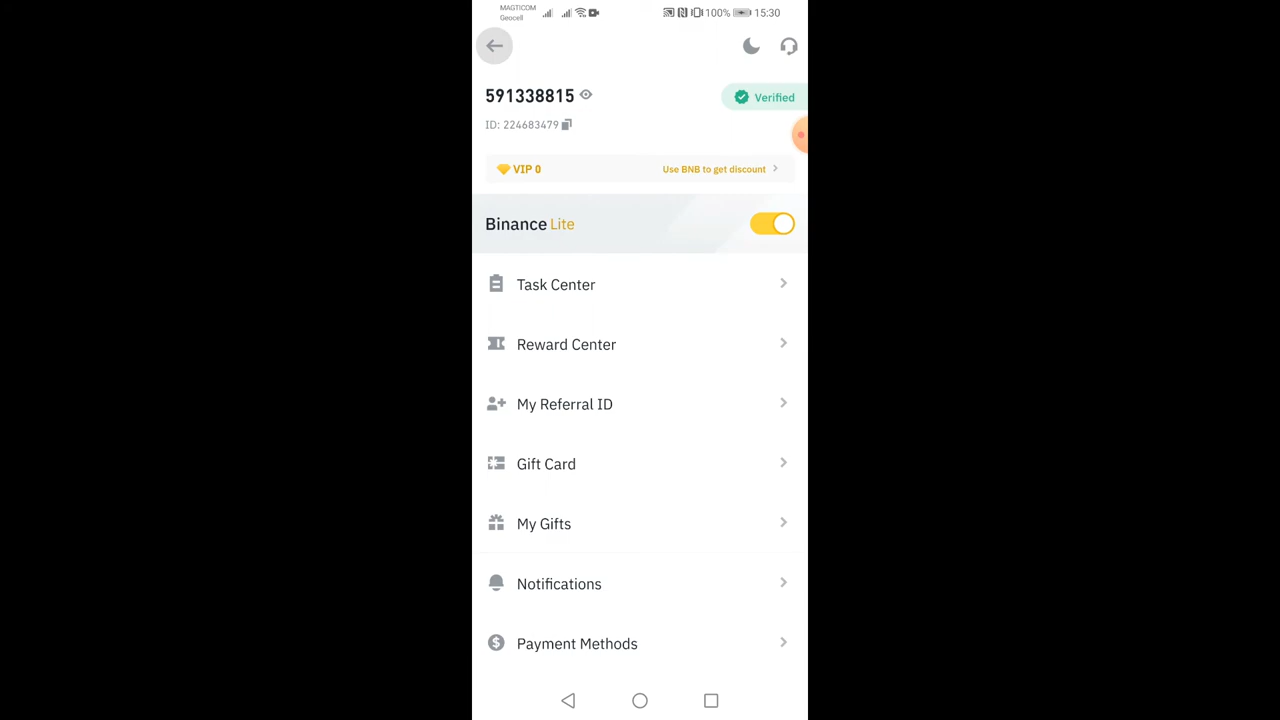 MAGTICOM
Geocell
100%
15:30
591338815
Verified
ID: 224683479
VIP 0
Use BNB to get discount
Binance Lite
Task Center
Reward Center
My Referral ID
Gift Card
My Gifts
Notifications
Payment Methods